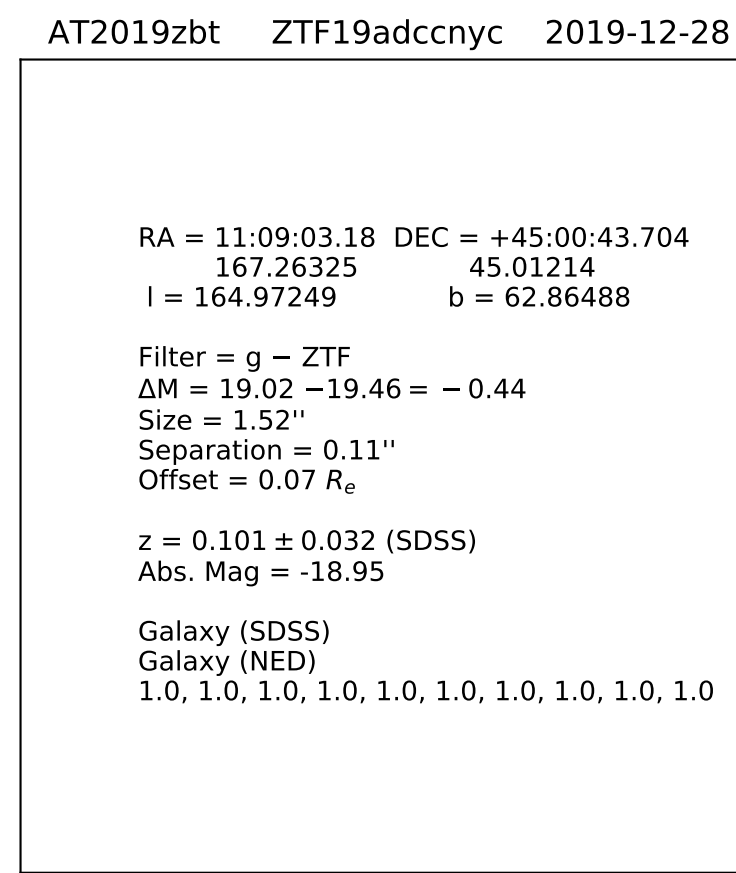 AT2019zbt ZTF19adccnyc 2019-12-28
RA = 11:09:03.18 DEC = +45:00:43.704
167.26325 45.01214
l = 164.97249 b = 62.86488
Filter = g − ZTF
ΔM = 19.02 −19.46 = − 0.44
Size = 1.52''
Separation = 0.11''
Offset = 0.07 Rₑ
z = 0.101 ± 0.032 (SDSS)
Abs. Mag = -18.95
Galaxy (SDSS)
Galaxy (NED)
1.0, 1.0, 1.0, 1.0, 1.0, 1.0, 1.0, 1.0, 1.0, 1.0